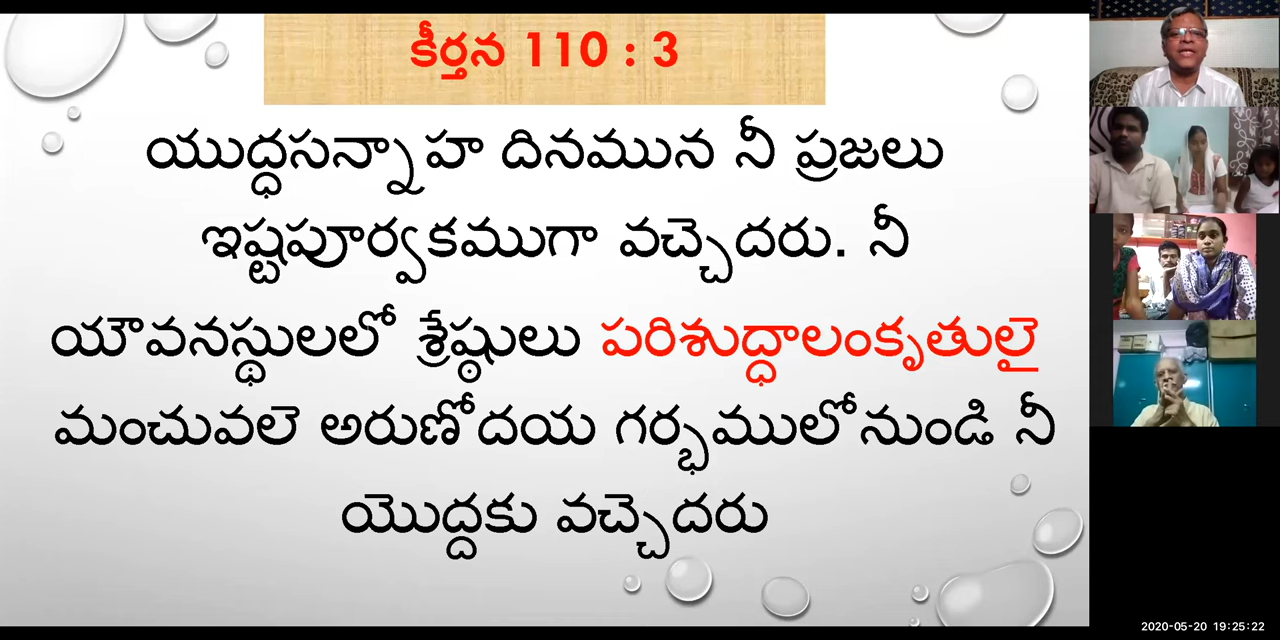 కీర్తన 110 : 3
యుద్ధసన్నాహ దినమున నీ ప్రజలు
ఇష్టపూర్వకముగా వచ్చెదరు. నీ
యౌవనస్థులలో శ్రేష్ఠులు పరిశుద్ధాలంకృతులై
మంచువలె అరుణోదయ గర్భములోనుండి నీ
యొద్దకు వచ్చెదరు
2020-05-20 19:25:22